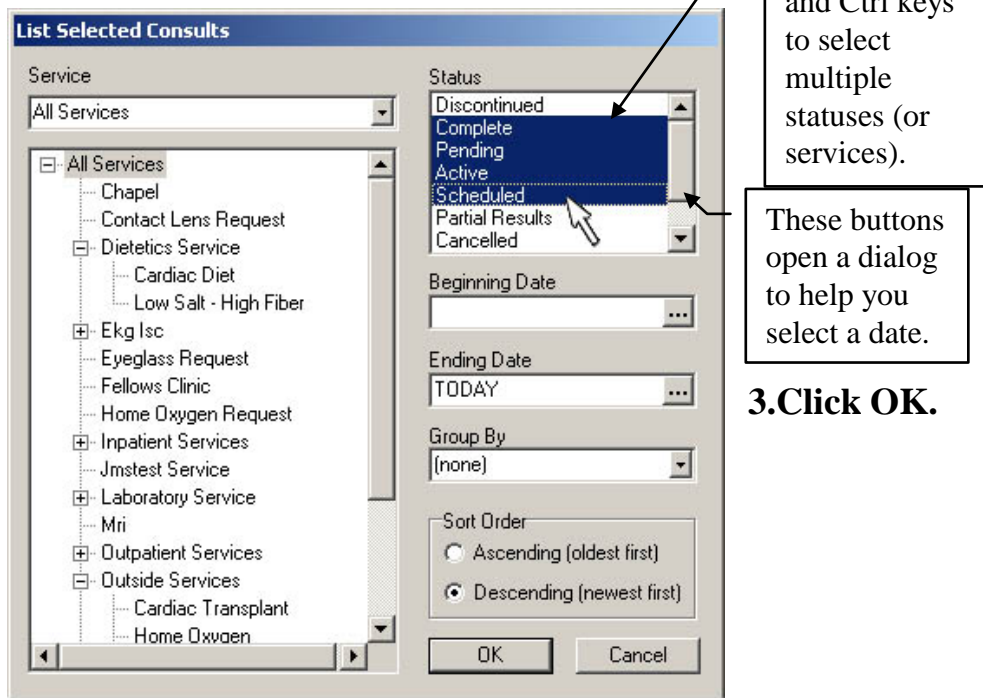 and Ctrl keys
to select
multiple
statuses (or
services).
List Selected Consults
Service
All Services
All Services
Chapel
Contact Lens Request
Dietetics Service
Cardiac Diet
Low Salt - High Fiber
Ekg Isc
Eyeglass Request
Fellows Clinic
Home Oxygen Request
Inpatient Services
Jmstest Service
Laboratory Service
Mri
Outpatient Services
Outside Services
Cardiac Transplant
Home Oxygen
Status
Discontinued
Complete
Pending
Active
Scheduled
Partial Results
Cancelled
Beginning Date
...
Ending Date
TODAY ...
Group By
(none)
Sort Order
Ascending (oldest first)
Descending (newest first)
OK Cancel
These buttons
open a dialog
to help you
select a date.
3.Click OK.